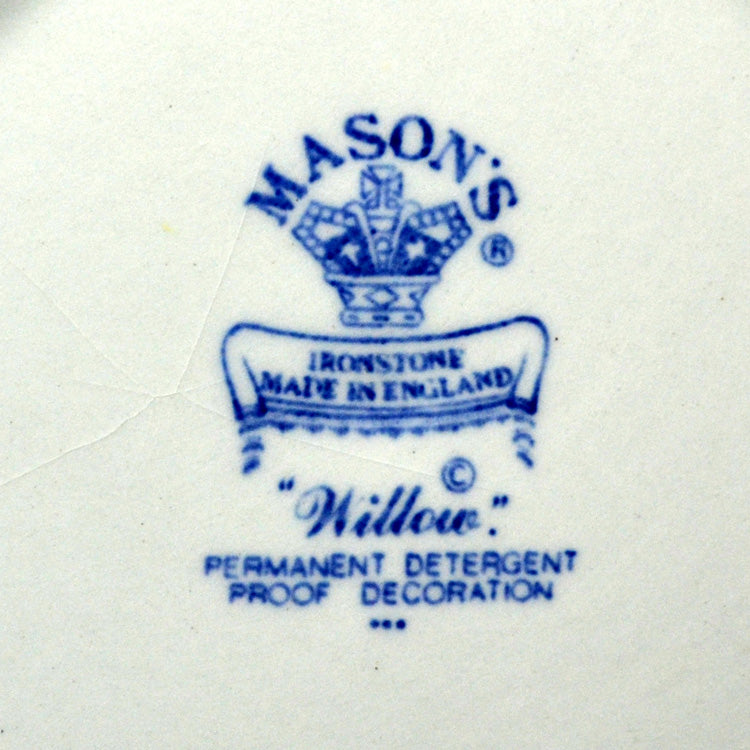 MASON'S
®
IRONSTONE
MADE IN ENGLAND
©
"Willow."
PERMANENT DETERGENT
PROOF DECORATION
•••